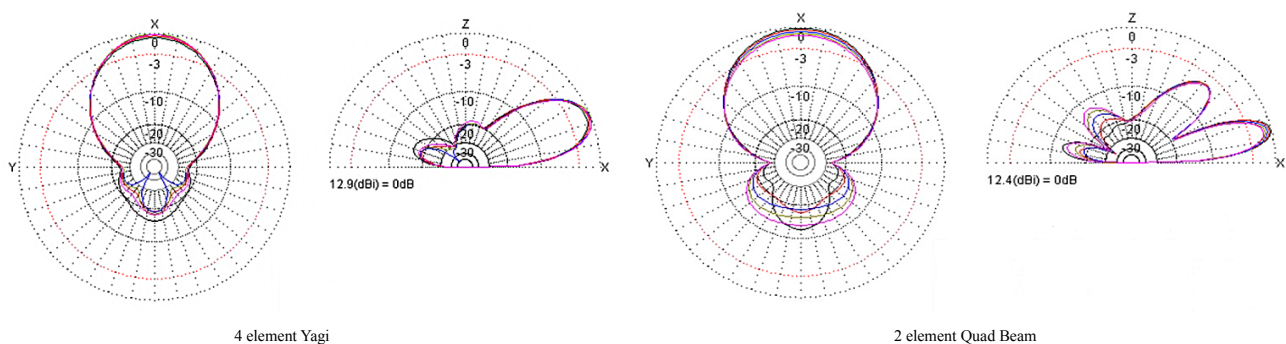 X
0
-3
-10
-20
-30
Y
Z
0
-3
-10
-20
-30
X
12.9(dBi) = 0dB
X
0
-3
-10
-20
-30
Y
Z
0
-3
-10
-20
-30
X
12.4(dBi) = 0dB
4 element Yagi
2 element Quad Beam